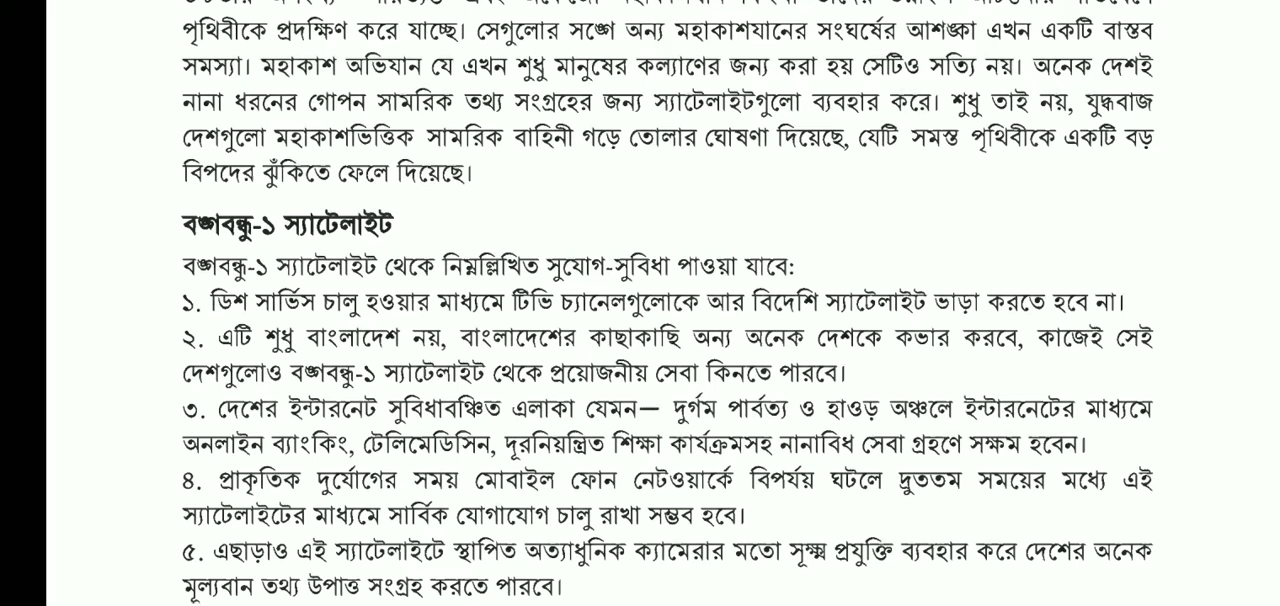 পৃথিবীকে প্রদক্ষিণ করে যাচ্ছে। সেগুলোর সঙ্গে অন্য মহাকাশযানের সংঘর্ষের আশঙ্কা এখন একটি বাস্তব
সমস্যা। মহাকাশ অভিযান যে এখন শুধু মানুষের কল্যাণের জন্য করা হয় সেটিও সত্যি নয়। অনেক দেশই
নানা ধরনের গোপন সামরিক তথ্য সংগ্রহের জন্য স্যাটেলাইটগুলো ব্যবহার করে। শুধু তাই নয়, যুদ্ধবাজ
দেশগুলো মহাকাশভিত্তিক সামরিক বাহিনী গড়ে তোলার ঘোষণা দিয়েছে, যেটি সমস্ত পৃথিবীকে একটি বড়
বিপদের ঝুঁকিতে ফেলে দিয়েছে।
বঙ্গবন্ধু-১ স্যাটেলাইট
বঙ্গবন্ধু-১ স্যাটেলাইট থেকে নিম্নল্লিখিত সুযোগ-সুবিধা পাওয়া যাবে:
১. ডিশ সার্ভিস চালু হওয়ার মাধ্যমে টিভি চ্যানেলগুলোকে আর বিদেশি স্যাটেলাইট ভাড়া করতে হবে না।
২. এটি শুধু বাংলাদেশ নয়, বাংলাদেশের কাছাকাছি অন্য অনেক দেশকে কভার করবে, কাজেই সেই
দেশগুলোও বঙ্গবন্ধু-১ স্যাটেলাইট থেকে প্রয়োজনীয় সেবা কিনতে পারবে।
৩. দেশের ইন্টারনেট সুবিধাবঞ্চিত এলাকা যেমন— দুর্গম পার্বত্য ও হাওড় অঞ্চলে ইন্টারনেটের মাধ্যমে
অনলাইন ব্যাংকিং, টেলিমেডিসিন, দূরনিয়ন্ত্রিত শিক্ষা কার্যক্রমসহ নানাবিধ সেবা গ্রহণে সক্ষম হবেন।
৪. প্রাকৃতিক দুর্যোগের সময় মোবাইল ফোন নেটওয়ার্কে বিপর্যয় ঘটলে দ্রুততম সময়ের মধ্যে এই
স্যাটেলাইটের মাধ্যমে সার্বিক যোগাযোগ চালু রাখা সম্ভব হবে।
৫. এছাড়াও এই স্যাটেলাইটে স্থাপিত অত্যাধুনিক ক্যামেরার মতো সূক্ষ্ম প্রযুক্তি ব্যবহার করে দেশের অনেক
মূল্যবান তথ্য উপাত্ত সংগ্রহ করতে পারবে।